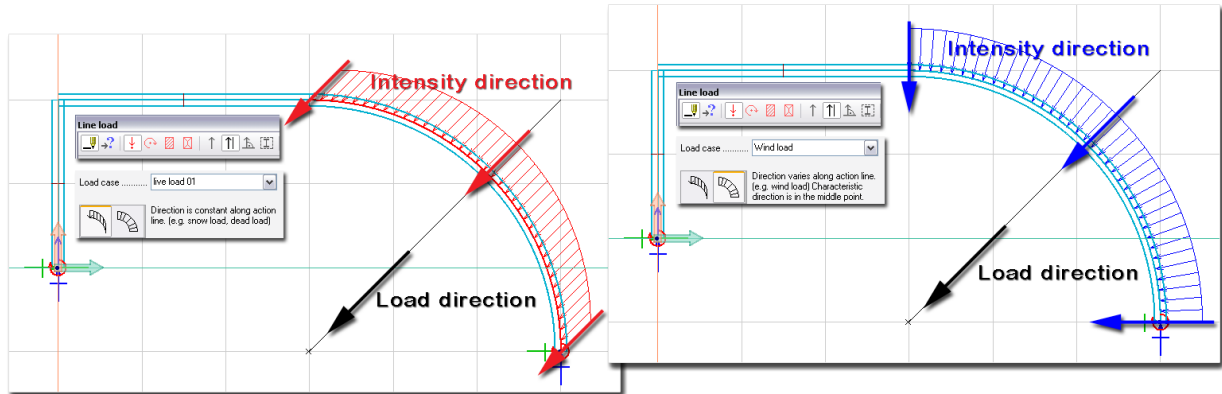 Intensity direction
Line load
Load case .......... live load 01
Direction is constant along action
line. (e.g. snow load, dead load)
Load direction
Intensity direction
Line load
Load case .......... Wind load
Direction varies along action line.
(e.g. wind load) Characteristic
direction is in the middle point.
Load direction